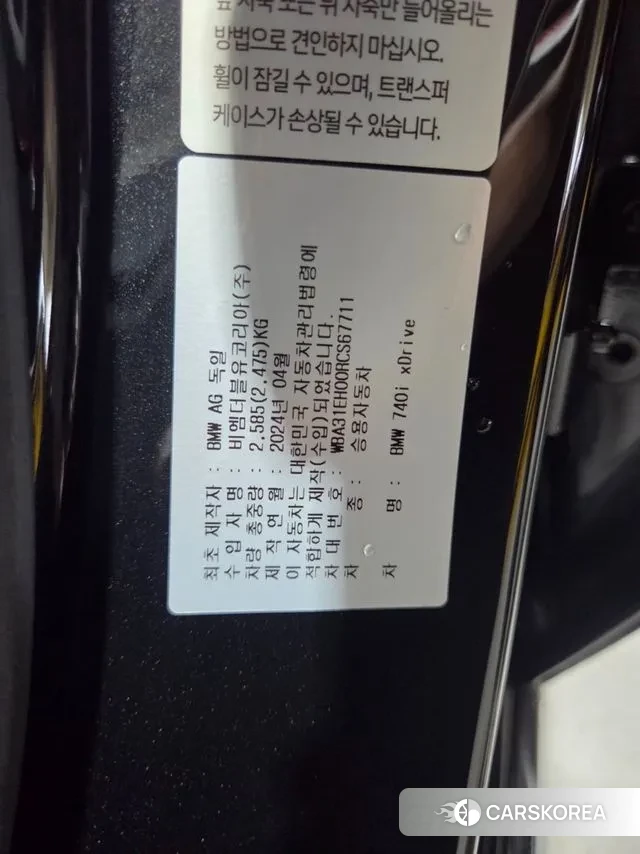 앞 차축 또는 뒤 차축만 들어올리는
방법으로 견인하지 마십시오.
휠이 잠길 수 있으며, 트랜스퍼
케이스가 손상될 수 있습니다.
최초 제작자 : BMW AG 독일
수 입 자 명 : 비엠더블유코리아(주)
차량 총중량 : 2.585(2.475)KG
제 작 연 월 : 2024년 04월
이 자동차는 대한민국 자동차관리법령에
적합하게 제작(수입)되었습니다.
차 대 번 호 : WBA31EH00RCS67711
차 종 : 승용자동차
차 명 : BMW 740i xDrive
CARSKOREA